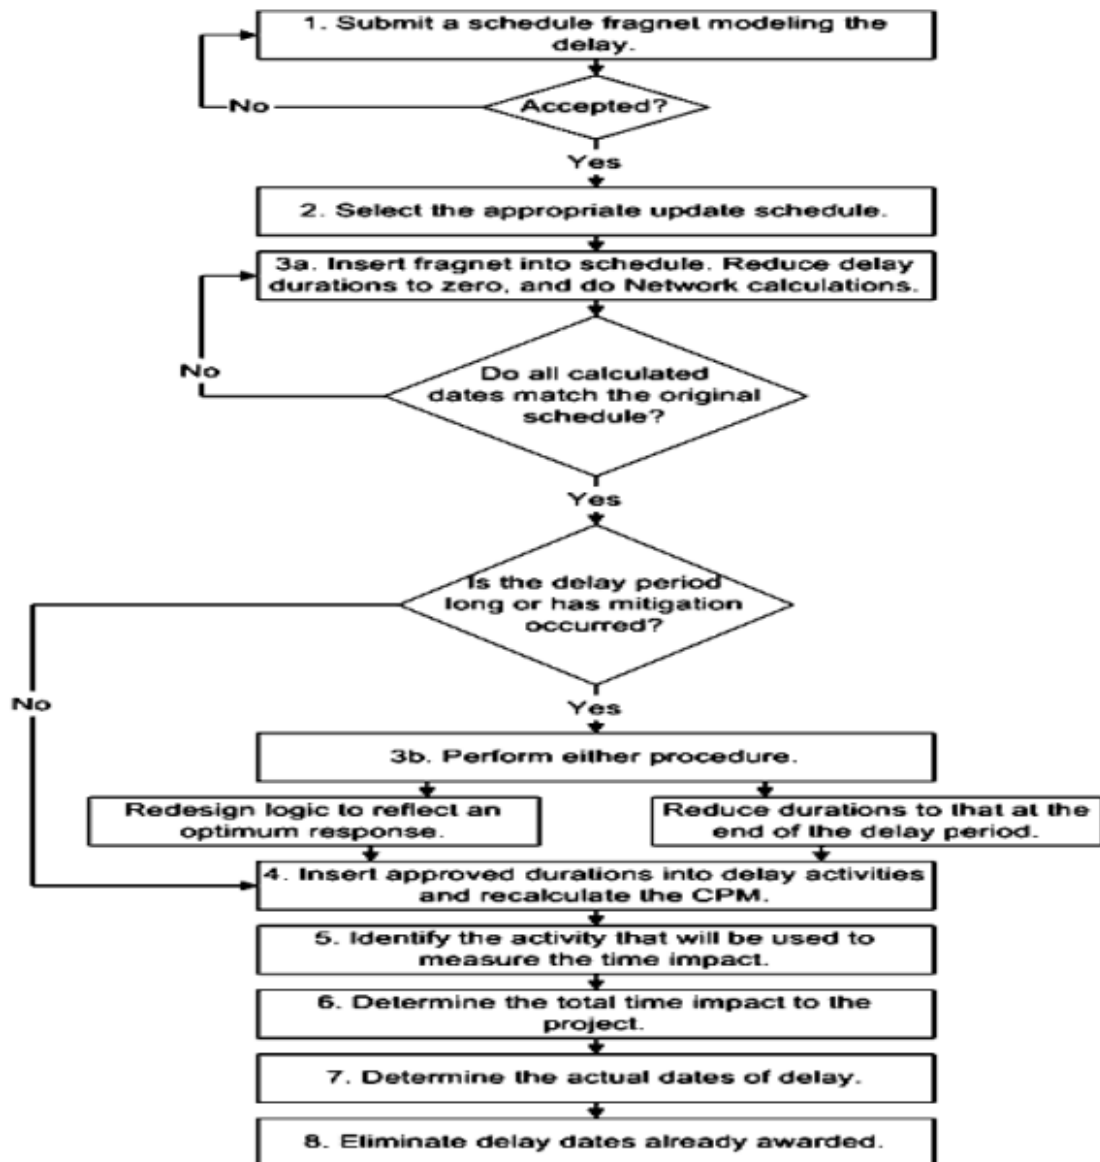 1. Submit a schedule fragnet modeling the
delay.
No
Accepted?
Yes
2. Select the appropriate update schedule.
3a. Insert fragnet into schedule. Reduce delay
durations to zero, and do Network calculations.
No
Do all calculated
dates match the original
schedule?
Yes
Is the delay period
long or has mitigation
occurred?
No
Yes
3b. Perform either procedure.
Redesign logic to reflect an
optimum response.
Reduce durations to that at the
end of the delay period.
4. Insert approved durations into delay activities
and recalculate the CPM.
5. Identify the activity that will be used to
measure the time impact.
6. Determine the total time impact to the
project.
7. Determine the actual dates of delay.
8. Eliminate delay dates already awarded.